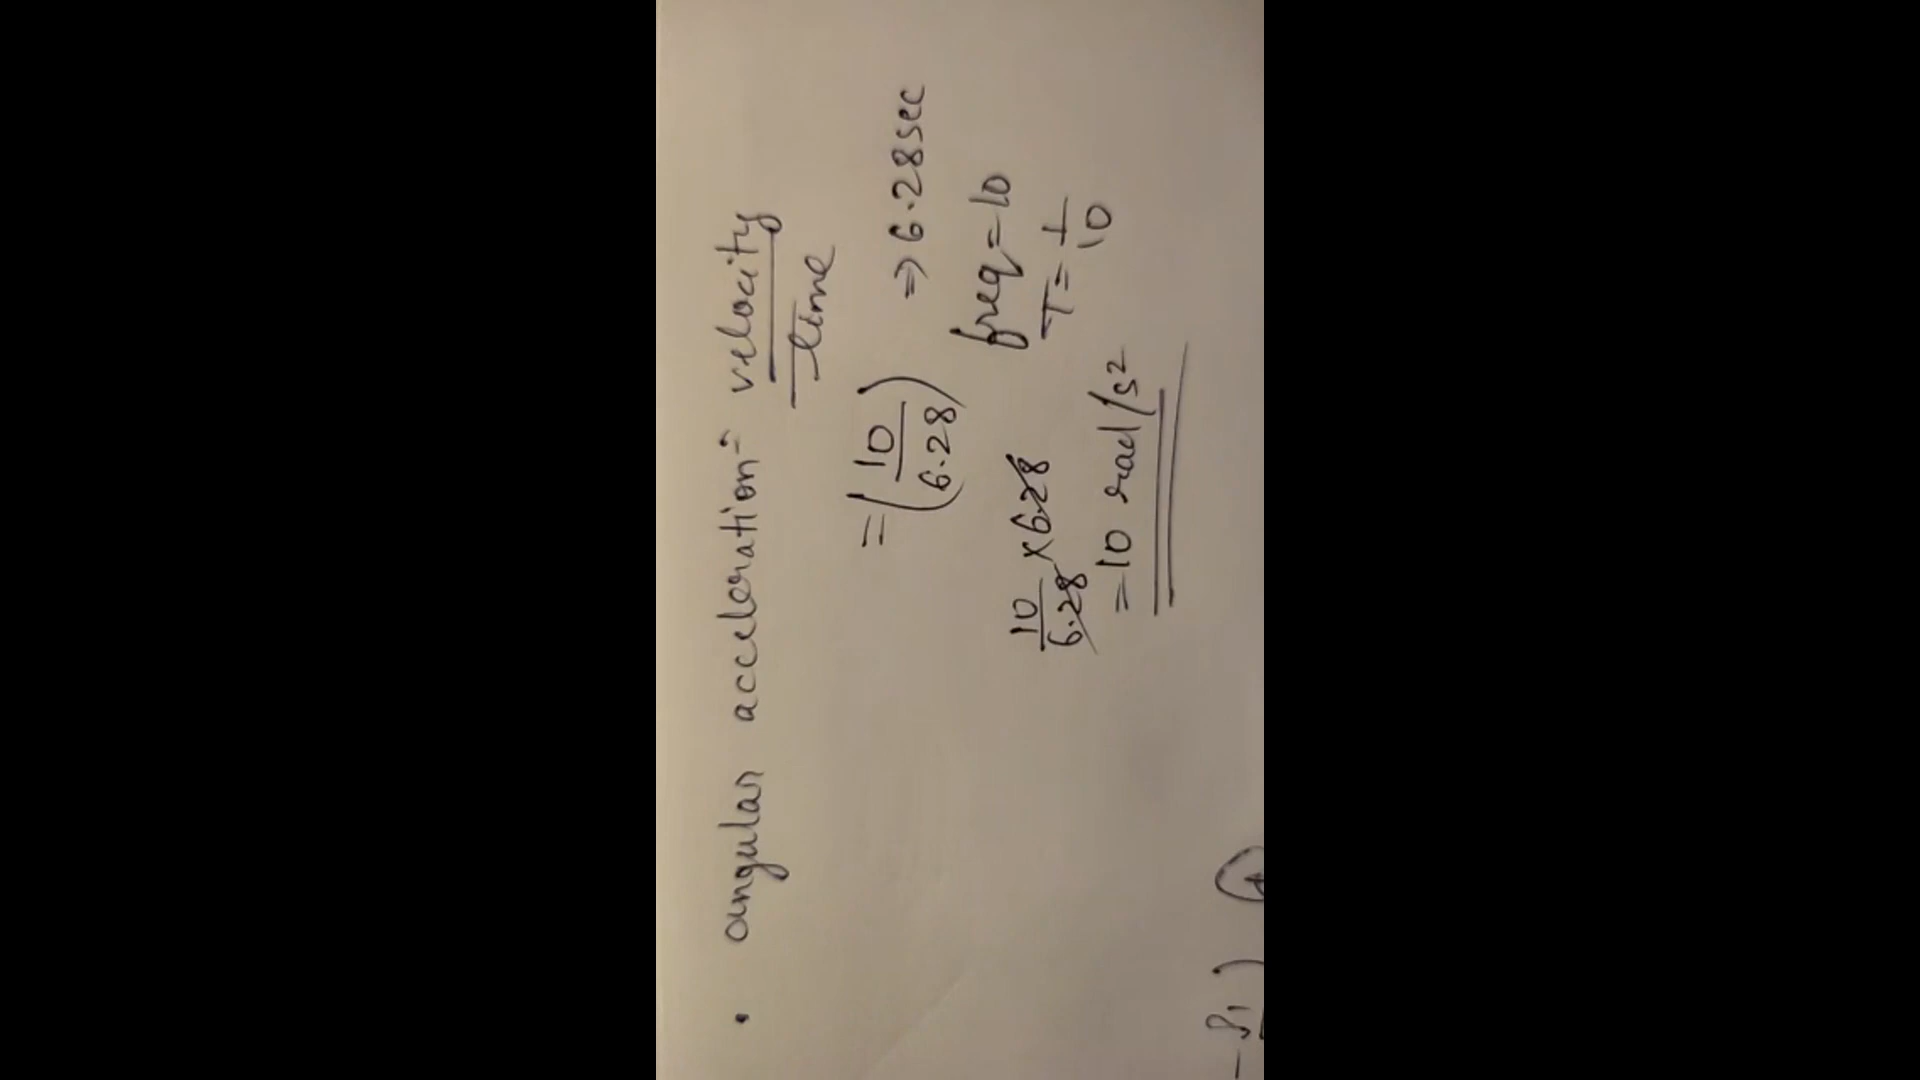 • angular acceleration = velocity
time
= (10/6.28) ⇒ 6.28 sec
freq = 10
10/6.28 × 6.28 T = 1/10
= 10 rad/s²